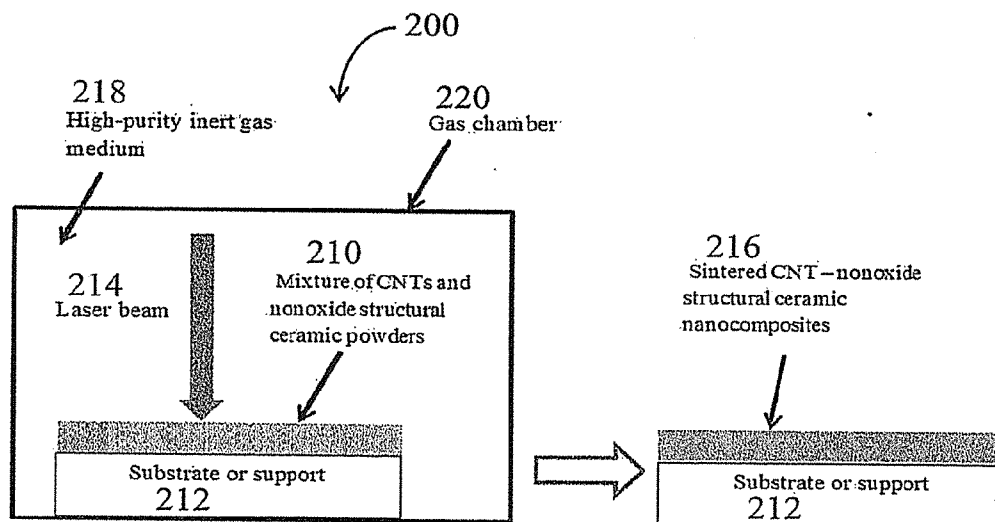 200
218
High-purity inert gas
medium
220
Gas chamber
214
Laser beam
210
Mixture of CNTs and
nonoxide structural
ceramic powders
Substrate or support
212
216
Sintered CNT–nonoxide
structural ceramic
nanocomposites
Substrate or support
212